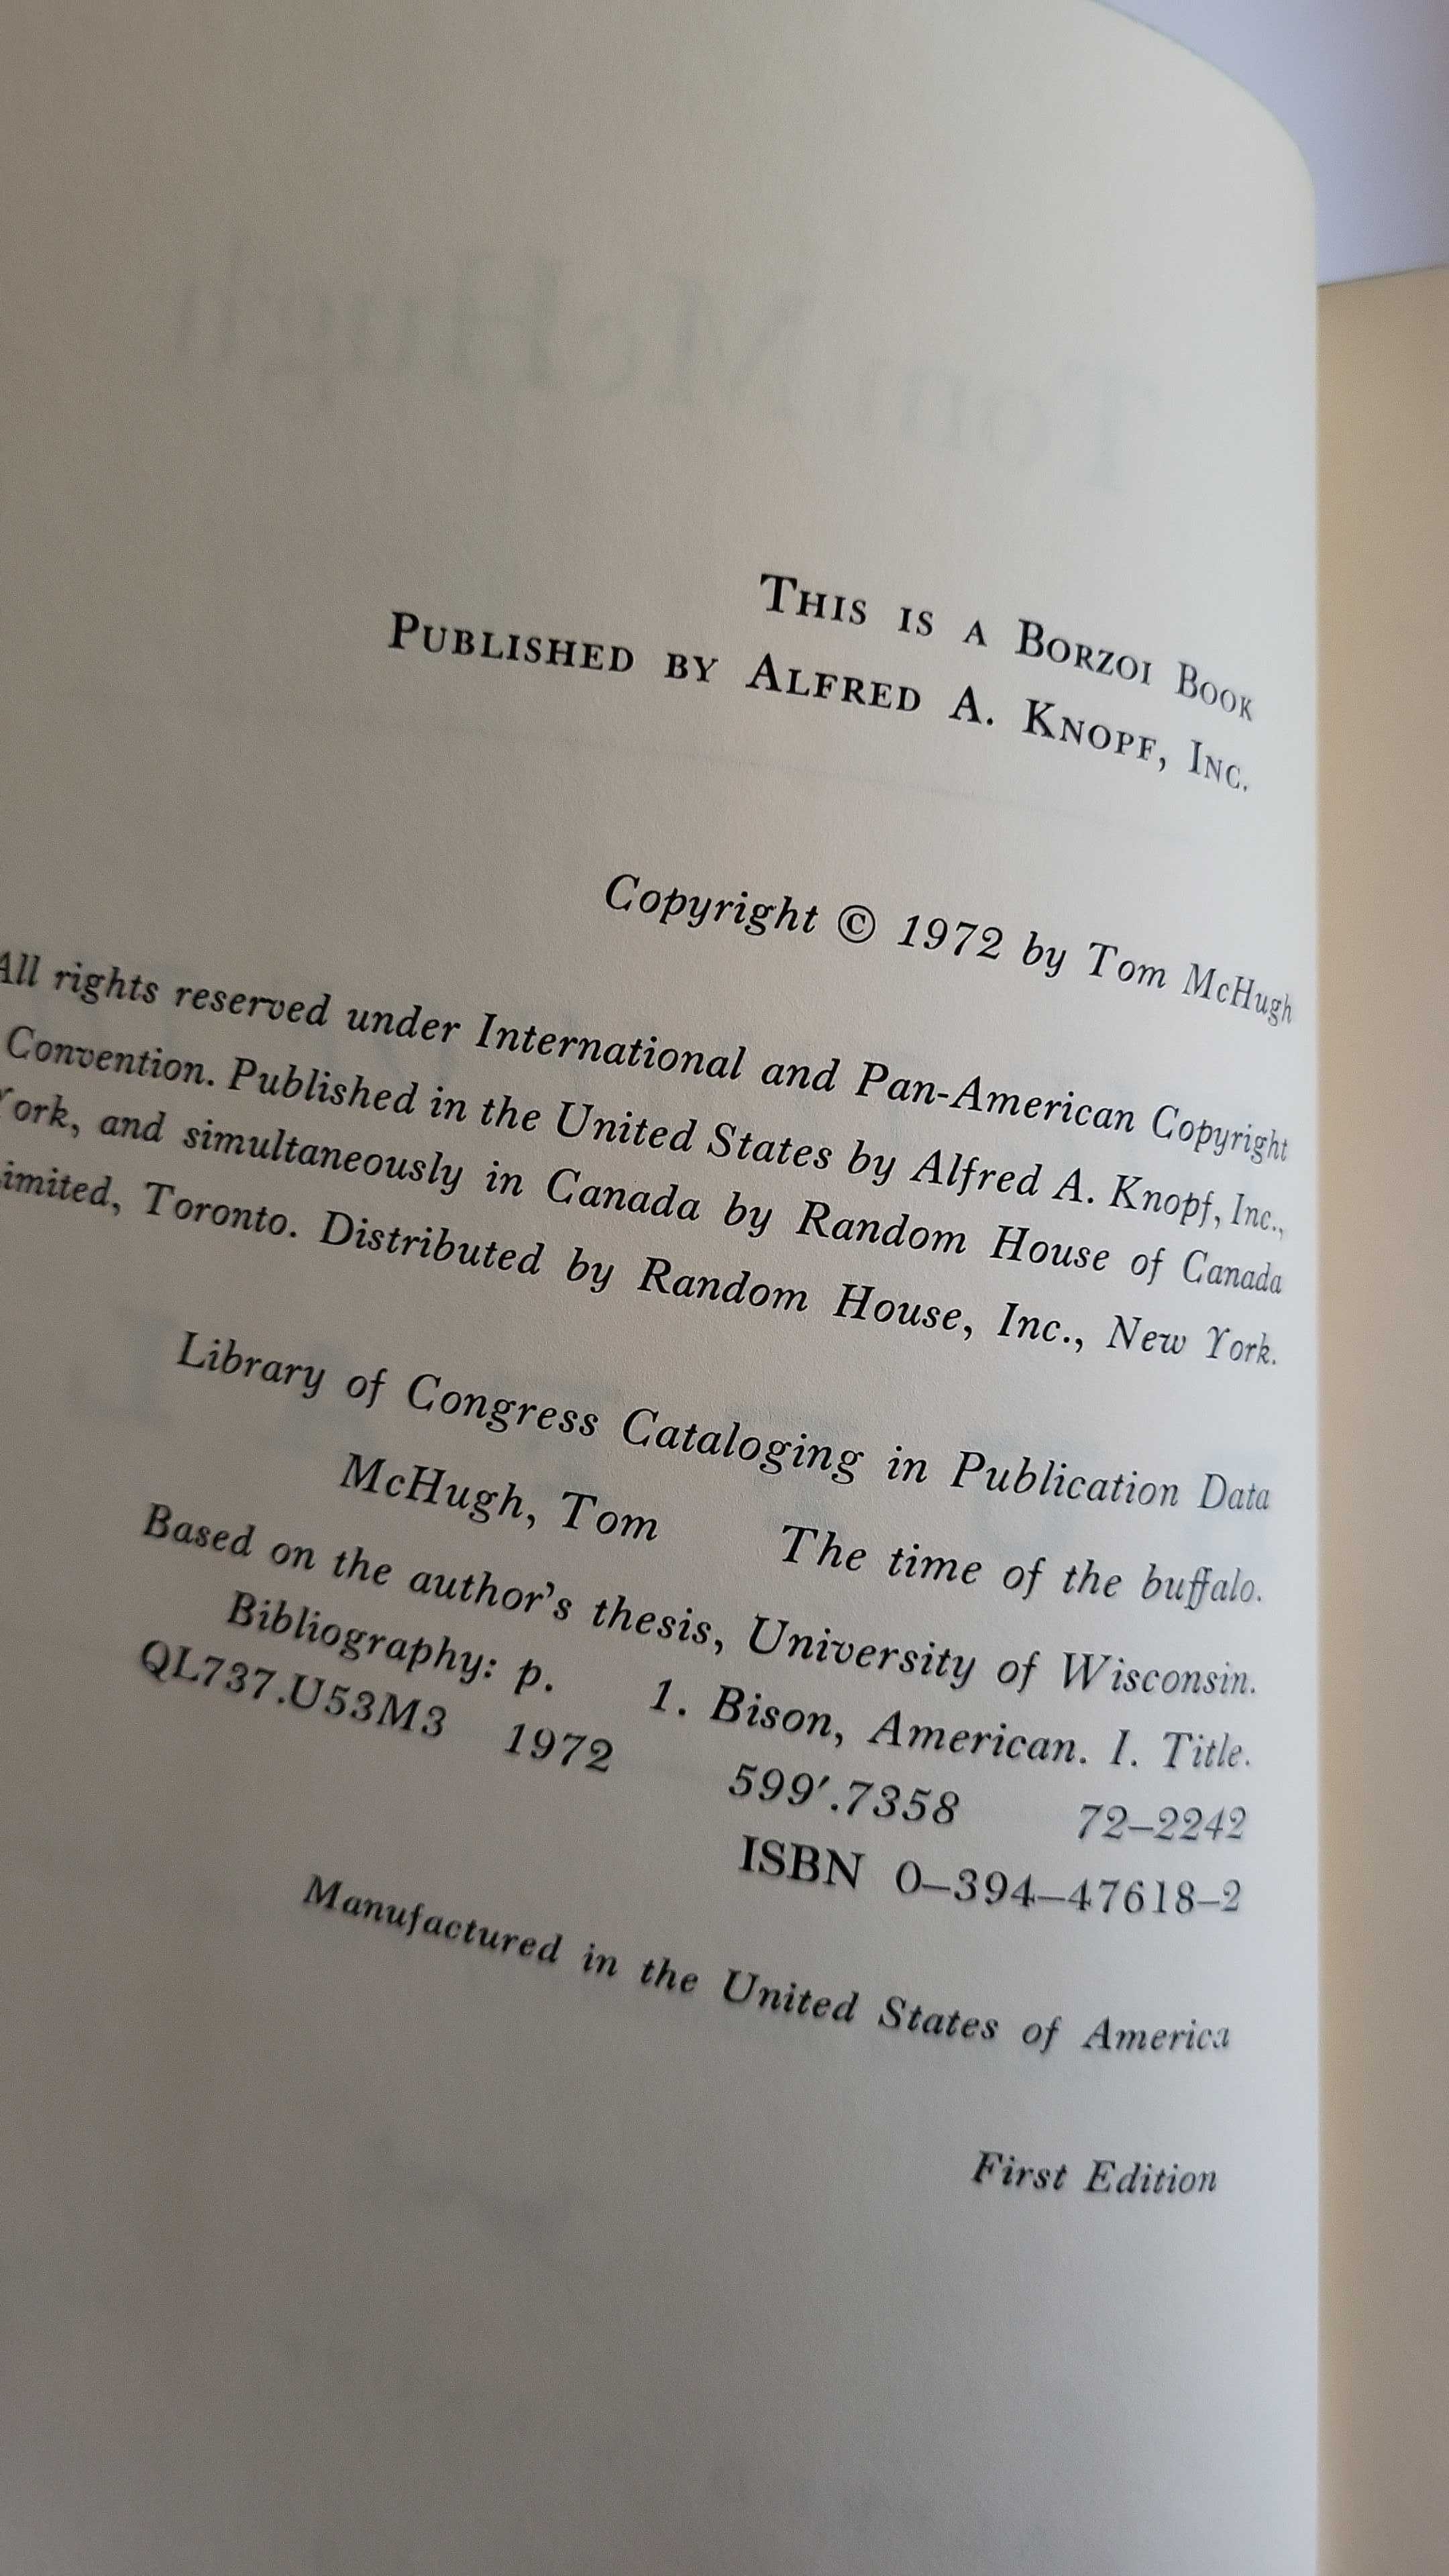 Tom McHugh
THIS IS A BORZOI BOOK
PUBLISHED BY ALFRED A. KNOPF, INC.
Copyright © 1972 by Tom McHugh
All rights reserved under International and Pan-American Copyright
Convention. Published in the United States by Alfred A. Knopf, Inc.,
York, and simultaneously in Canada by Random House of Canada
imited, Toronto. Distributed by Random House, Inc., New York.
Library of Congress Cataloging in Publication Data
McHugh, Tom The time of the buffalo.
Based on the author's thesis, University of Wisconsin.
Bibliography: p. 1. Bison, American. I. Title.
QL737.U53M3 1972 599'.7358 72–2242
ISBN 0–394–47618–2
Manufactured in the United States of America
First Edition